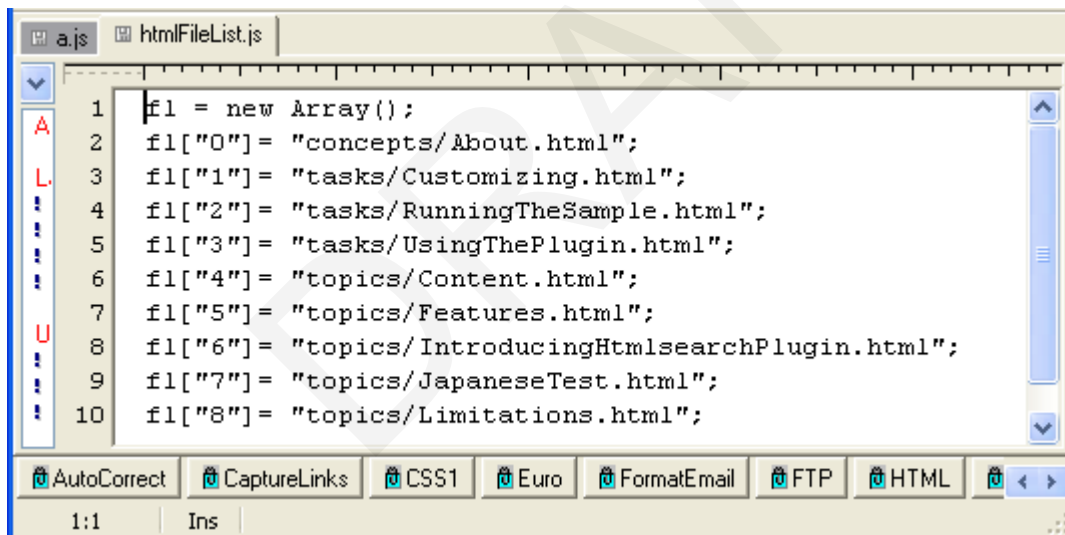 a.js htmlFileList.js
1 fl = new Array();
2 fl["0"]= "concepts/About.html";
3 fl["1"]= "tasks/Customizing.html";
4 fl["2"]= "tasks/RunningTheSample.html";
5 fl["3"]= "tasks/UsingThePlugin.html";
6 fl["4"]= "topics/Content.html";
7 fl["5"]= "topics/Features.html";
8 fl["6"]= "topics/IntroducingHtmlsearchPlugin.html";
9 fl["7"]= "topics/JapaneseTest.html";
10 fl["8"]= "topics/Limitations.html";
A
L
U
AutoCorrect CaptureLinks CSS1 Euro FormatEmail FTP HTML
1:1 Ins